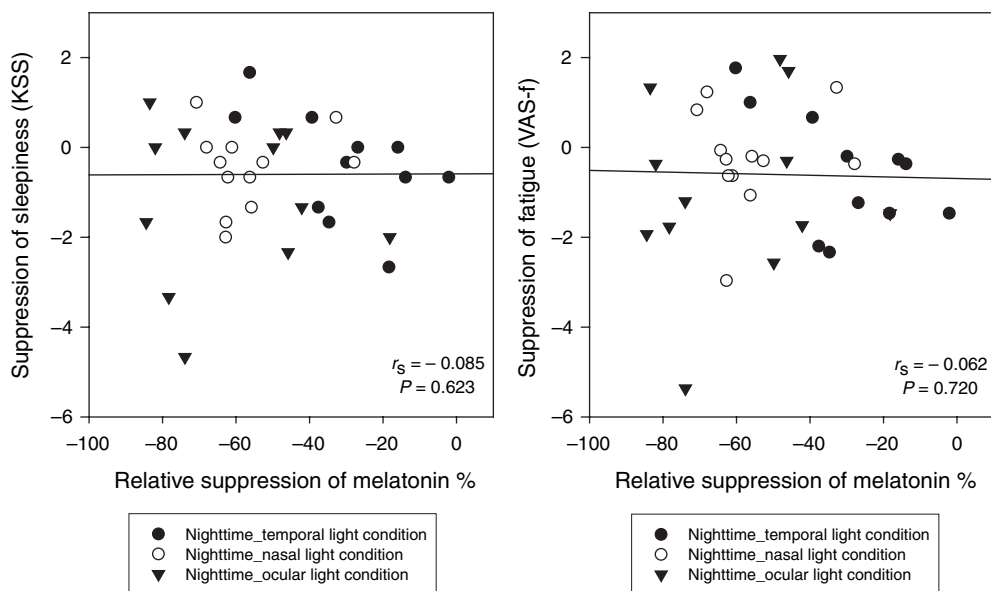 Suppression of sleepiness (KSS)
2
0
−2
−4
−6
rS = − 0.085
P = 0.623
−100 −80 −60 −40 −20 0
Relative suppression of melatonin %
Nighttime_temporal light condition
Nighttime_nasal light condition
Nighttime_ocular light condition
Suppression of fatigue (VAS-f)
2
0
−2
−4
−6
rS = − 0.062
P = 0.720
−100 −80 −60 −40 −20 0
Relative suppression of melatonin %
Nighttime_temporal light condition
Nighttime_nasal light condition
Nighttime_ocular light condition